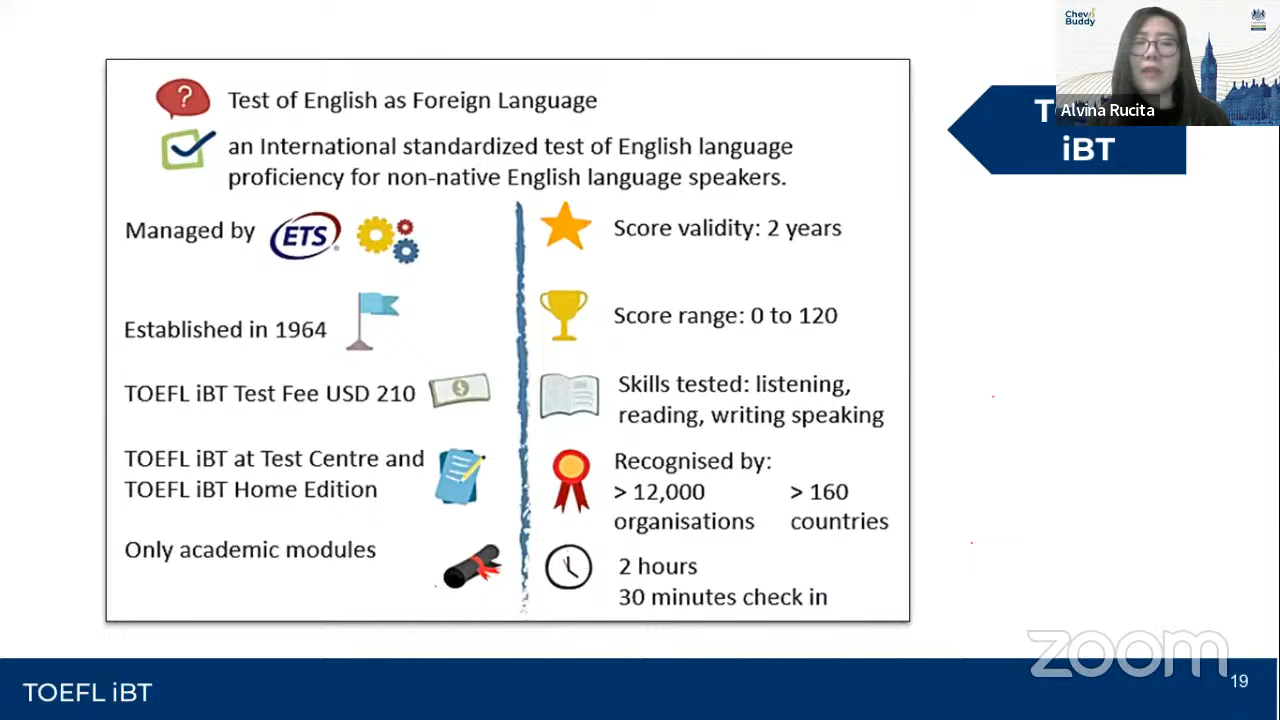 Chev
Buddy
Alvina Rucita
iBT
?
Test of English as Foreign Language
an International standardized test of English language
proficiency for non-native English language speakers.
Managed by ETS
Established in 1964
TOEFL iBT Test Fee USD 210
TOEFL iBT at Test Centre and
TOEFL iBT Home Edition
Only academic modules
Score validity: 2 years
Score range: 0 to 120
Skills tested: listening,
reading, writing speaking
Recognised by:
> 12,000 > 160
organisations countries
2 hours
30 minutes check in
zoom
TOEFL iBT
19